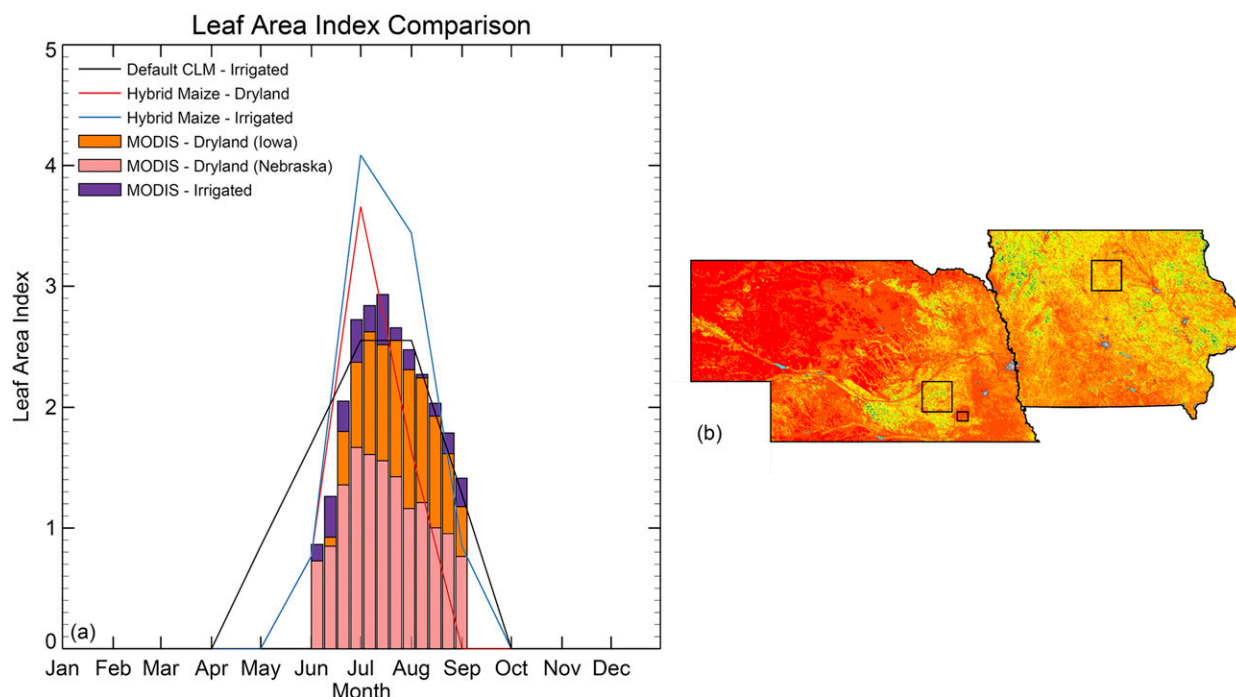 Leaf Area Index Comparison
5
4
3
2
1
0
Leaf Area Index
Default CLM - Irrigated
Hybrid Maize - Dryland
Hybrid Maize - Irrigated
MODIS - Dryland (Iowa)
MODIS - Dryland (Nebraska)
MODIS - Irrigated
(a)
Jan Feb Mar Apr May Jun Jul Aug Sep Oct Nov Dec
Month
(b)